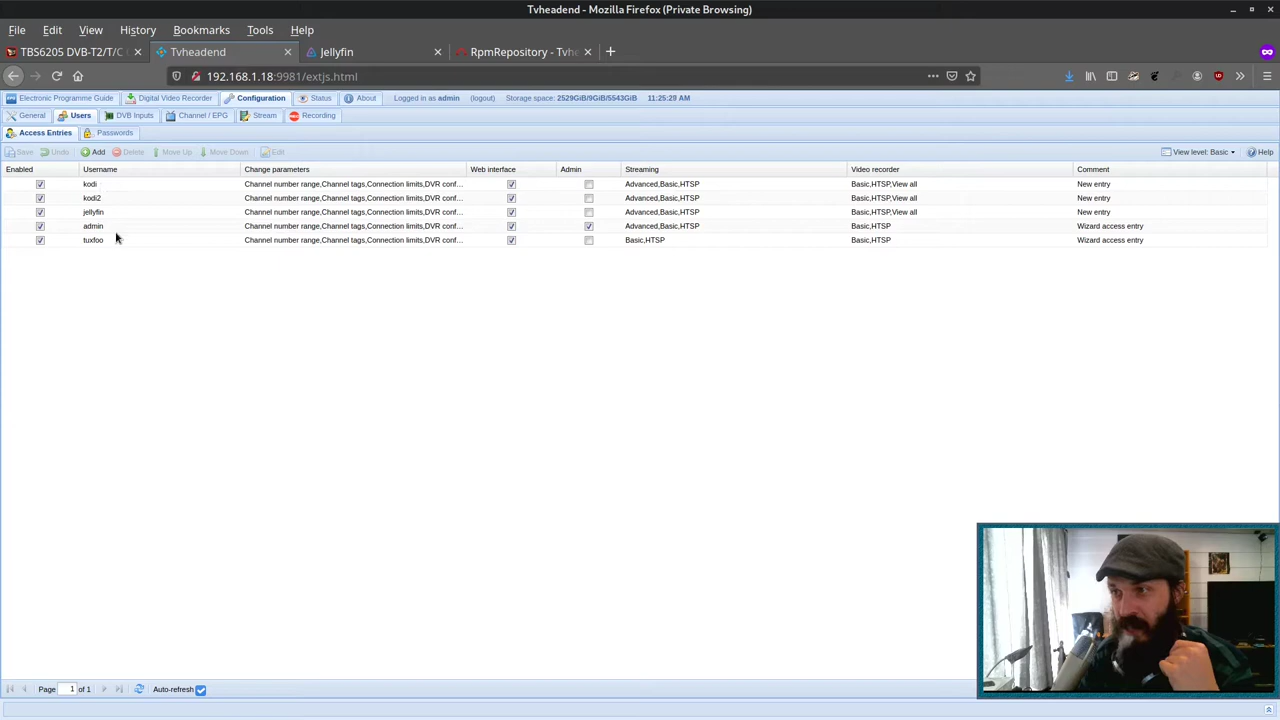 Tvheadend - Mozilla Firefox (Private Browsing)
File Edit View History Bookmarks Tools Help
TBS6205 DVB-T2/T/C Tvheadend Jellyfin RpmRepository - Tvhe
192.168.1.18:9981/extjs.html
Electronic Programme Guide Digital Video Recorder Configuration Status About Logged in as admin (logout) Storage space: 2529GiB/9GiB/5543GiB 11:25:29 AM
General Users DVB Inputs Channel / EPG Stream Recording
Access Entries Passwords
Save Undo Add Delete Move Up Move Down Edit View level: Basic Help
Enabled Username Change parameters Web interface Admin Streaming Video recorder Comment
kodi Channel number range,Channel tags,Connection limits,DVR conf... Advanced,Basic,HTSP Basic,HTSP,View all New entry
kodi2 Channel number range,Channel tags,Connection limits,DVR conf... Advanced,Basic,HTSP Basic,HTSP,View all New entry
jellyfin Channel number range,Channel tags,Connection limits,DVR conf... Advanced,Basic,HTSP Basic,HTSP,View all New entry
admin Channel number range,Channel tags,Connection limits,DVR conf... Advanced,Basic,HTSP Basic,HTSP Wizard access entry
tuxfoo Channel number range,Channel tags,Connection limits,DVR conf... Basic,HTSP Basic,HTSP Wizard access entry
Page 1 of 1 Auto-refresh